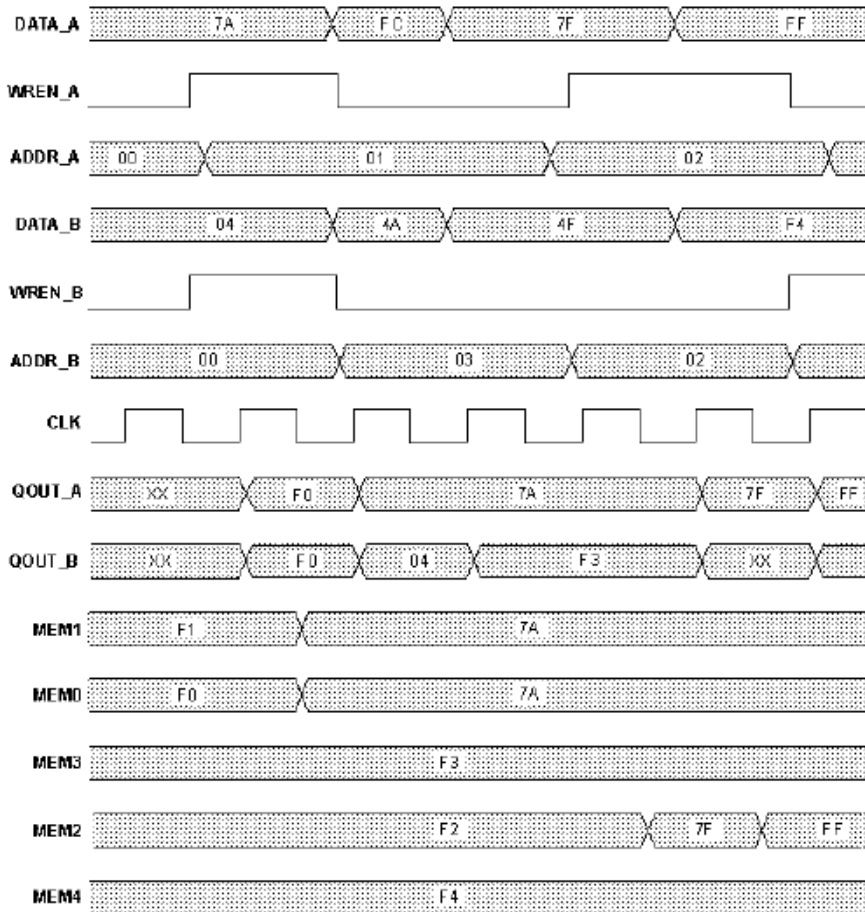 DATA_A 7A FC 7F FF
WREN_A
ADDR_A 00 01 02
DATA_B 04 4A 4F F4
WREN_B
ADDR_B 00 03 02
CLK
QOUT_A XX F0 7A 7F FF
QOUT_B XX F0 04 F3 XX
MEM1 F1 7A
MEM0 F0 7A
MEM3 F3
MEM2 F2 7F FF
MEM4 F4